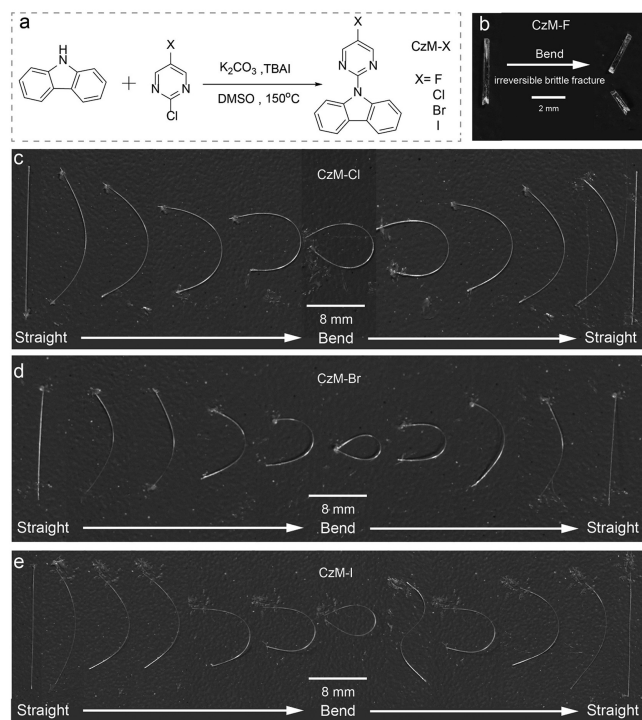 a
H
N
X
N
N
Cl
K2CO3 ,TBAI
DMSO , 150°C
X
N
N
N
CzM-X
X= F
Cl
Br
I
b
CzM-F
Bend
irreversible brittle fracture
2 mm
c
CzM-Cl
8 mm
Straight
Bend
Straight
d
CzM-Br
8 mm
Straight
Bend
Straight
e
CzM-I
8 mm
Straight
Bend
Straight